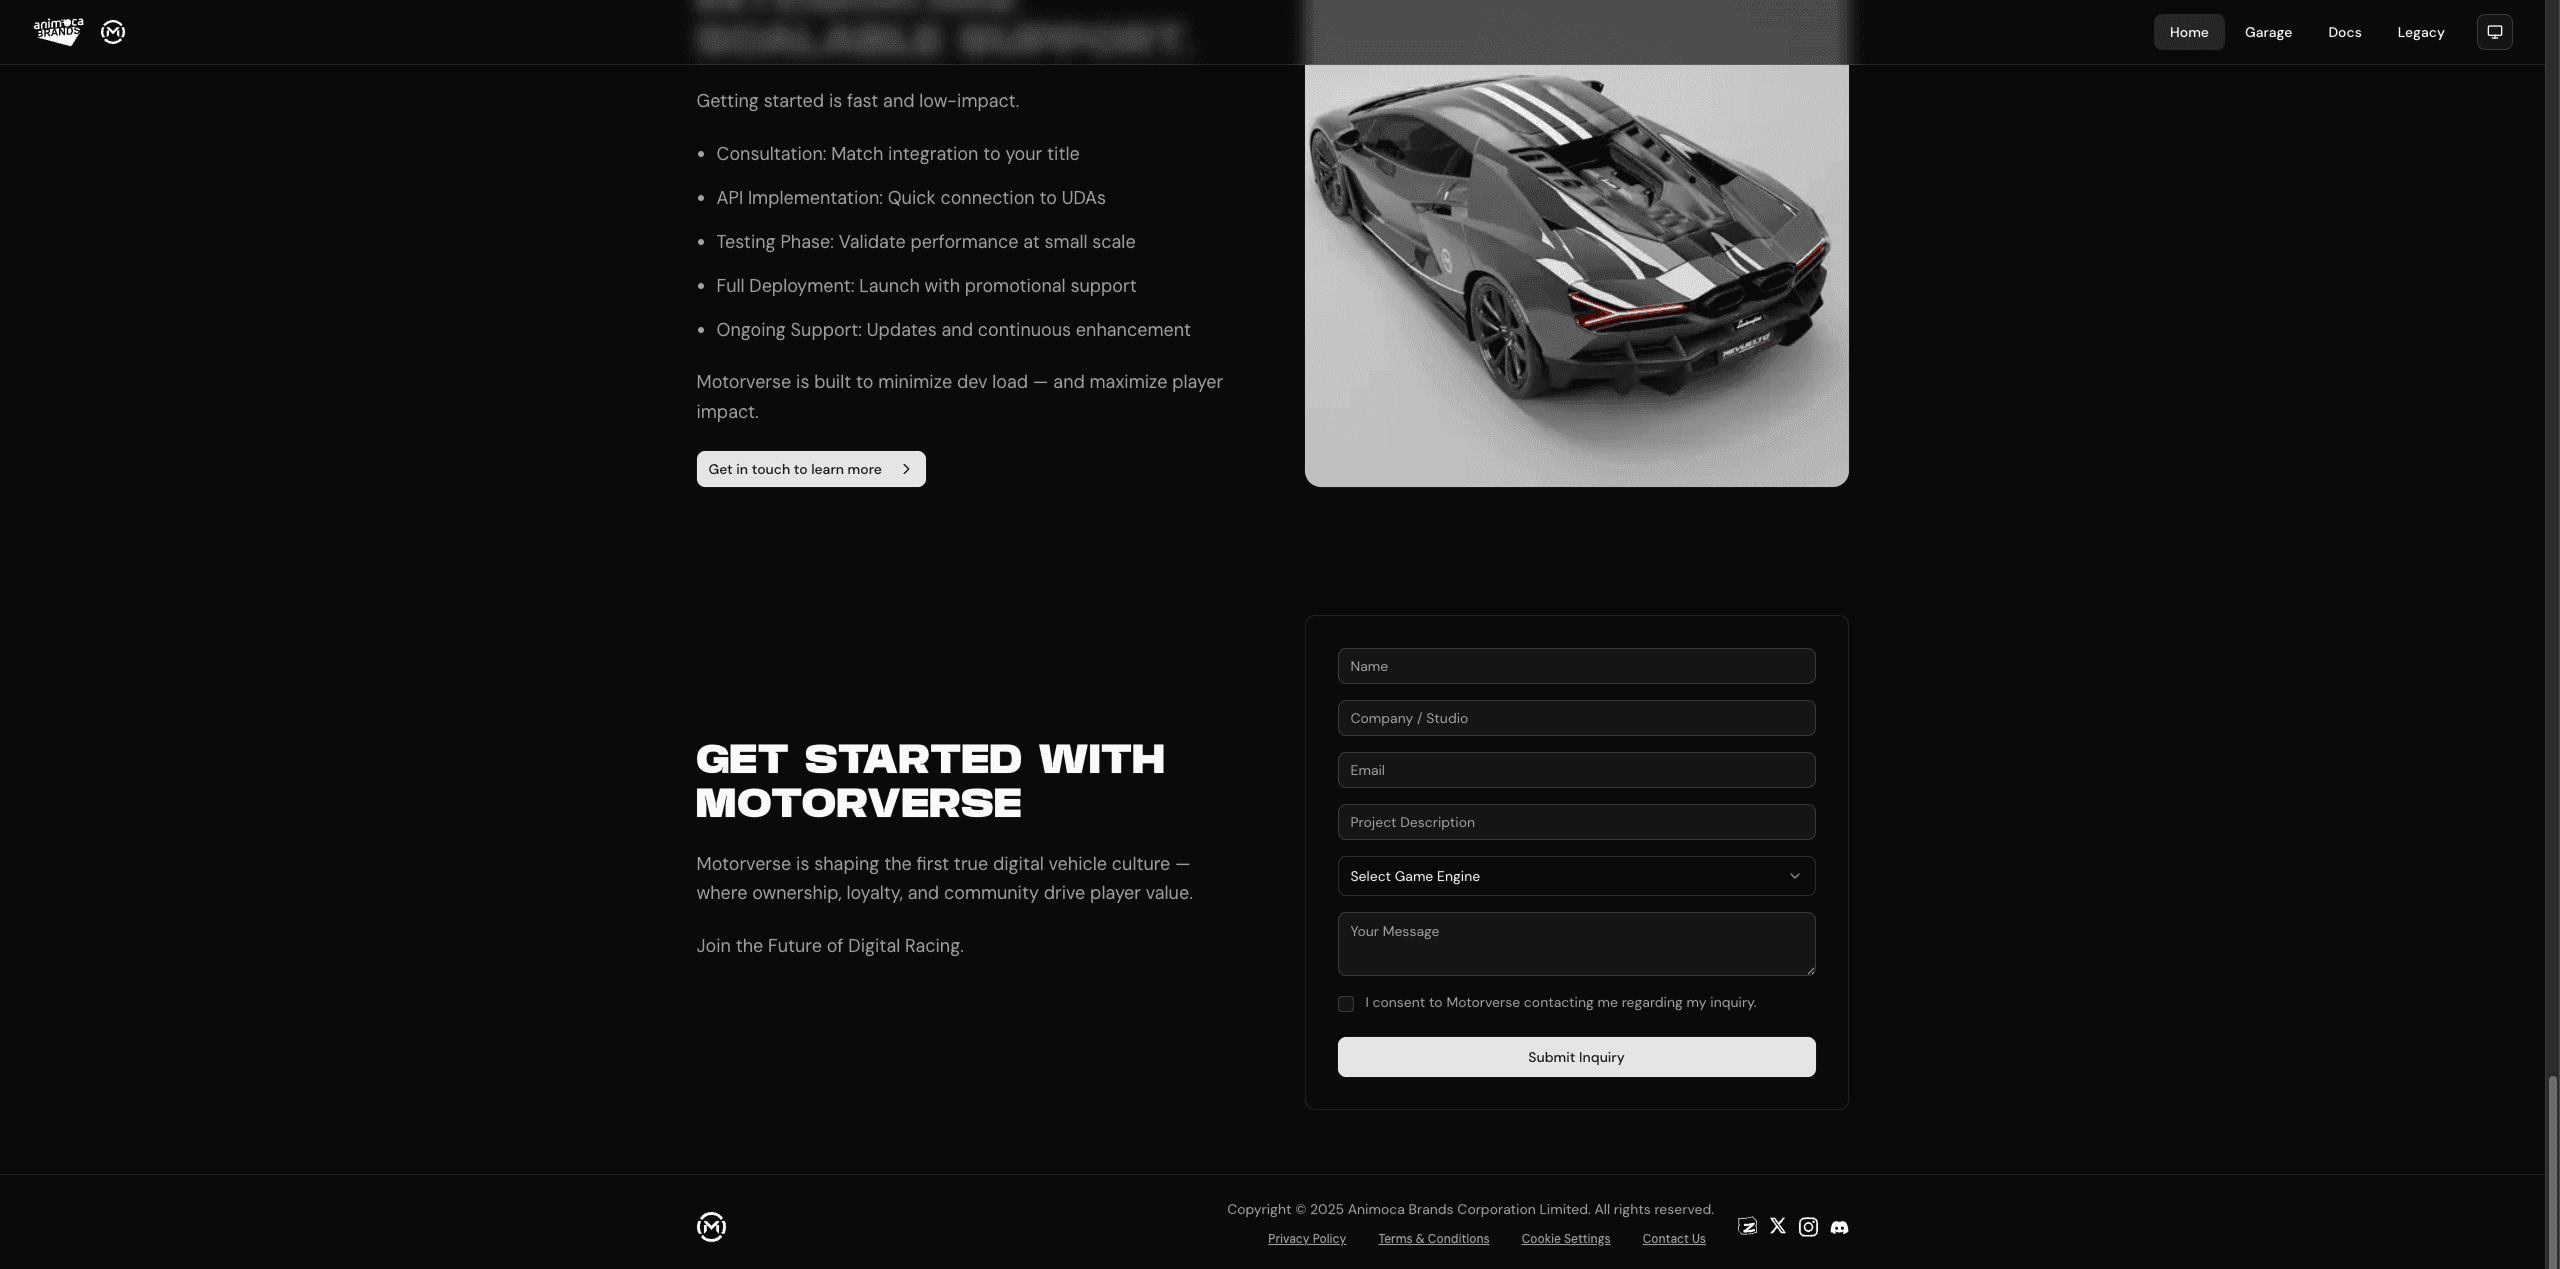 animoca
BRANDS
Home
Garage
Docs
Legacy
SCALABLE SUPPORT.
Getting started is fast and low-impact.
• Consultation: Match integration to your title
• API Implementation: Quick connection to UDAs
• Testing Phase: Validate performance at small scale
• Full Deployment: Launch with promotional support
• Ongoing Support: Updates and continuous enhancement
Motorverse is built to minimize dev load — and maximize player
impact.
Get in touch to learn more
Lamborghini
REVUELTO
GET STARTED WITH
MOTORVERSE
Motorverse is shaping the first true digital vehicle culture —
where ownership, loyalty, and community drive player value.
Join the Future of Digital Racing.
Name
Company / Studio
Email
Project Description
Select Game Engine
Your Message
I consent to Motorverse contacting me regarding my inquiry.
Submit Inquiry
Copyright © 2025 Animoca Brands Corporation Limited. All rights reserved.
Privacy Policy
Terms & Conditions
Cookie Settings
Contact Us